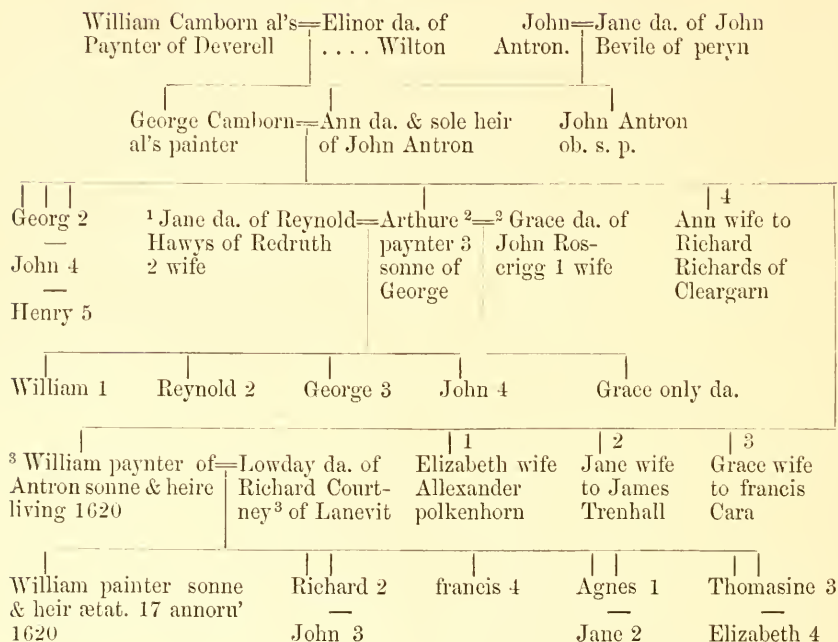 William Camborn al's=Elinor da. of John=Jane da. of John
Paynter of Deverell . . . . Wilton Antron. Bevile of peryn
George Camborn=Ann da. & sole heir John Antron
al's painter of John Antron ob. s. p.
Georg 2 ¹ Jane da. of Reynold=Arthure ²=² Grace da. of 4 Ann wife to
— Hawys of Redruth paynter 3 John Ros- Richard
John 4 2 wife sonne of crigg 1 wife Richards of
— George Cleargarn
Henry 5
William 1 Reynold 2 George 3 John 4 Grace only da.
³ William paynter of=Lowday da. of 1 Elizabeth wife 2 Jane wife 3 Grace wife
Antron sonne & heire Richard Court- Allexander to James to francis
living 1620 ney³ of Lanevit polkenhorn Trenhall Cara
William painter sonne Richard 2 francis 4 Agnes 1 Thomasine 3
& heir ætat. 17 annoru' — — —
1620 John 3 Jane 2 Elizabeth 4